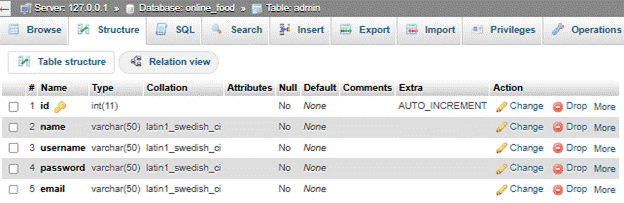 Server: 127.0.0.1 » Database: online_food » Table: admin
Browse Structure SQL Search Insert Export Import Privileges Operations
Table structure Relation view
# Name Type Collation Attributes Null Default Comments Extra Action
1 id int(11) No None AUTO_INCREMENT Change Drop More
2 name varchar(50) latin1_swedish_ci No None Change Drop More
3 username varchar(50) latin1_swedish_ci No None Change Drop More
4 password varchar(50) latin1_swedish_ci No None Change Drop More
5 email varchar(50) latin1_swedish_ci No None Change Drop More